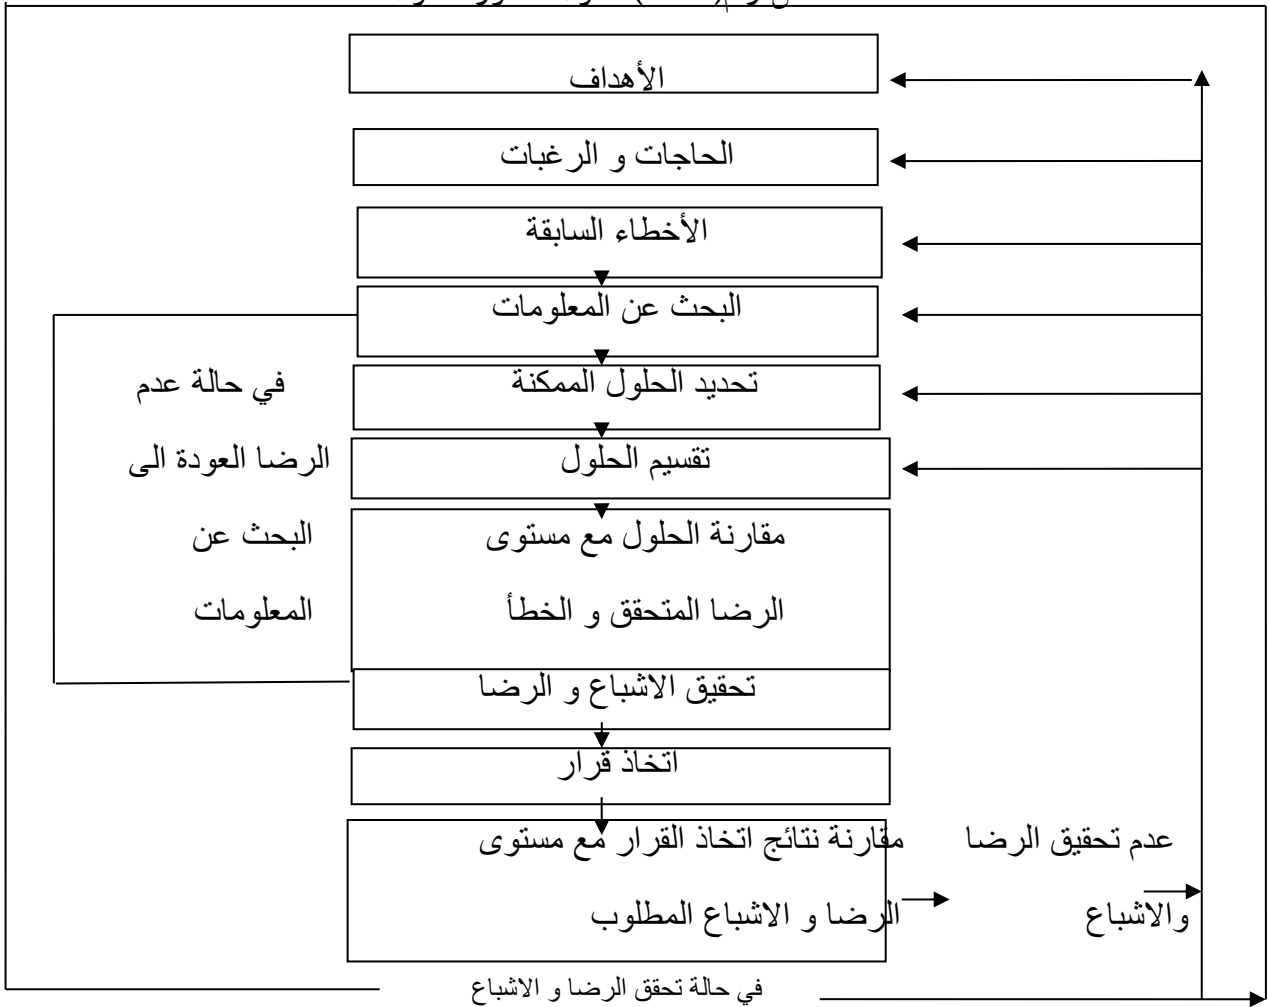 الأهداف
الحاجات و الرغبات
الأخطاء السابقة
البحث عن المعلومات
تحديد الحلول الممكنة
في حالة عدم
تقسيم الحلول
الرضا العودة الى
مقارنة الحلول مع مستوى
البحث عن
الرضا المتحقق و الخطأ
المعلومات
تحقيق الاشباع و الرضا
اتخاذ قرار
عدم تحقيق الرضا
مقارنة نتائج اتخاذ القرار مع مستوى
والاشباع
الرضا و الاشباع المطلوب
في حالة تحقق الرضا و الاشباع